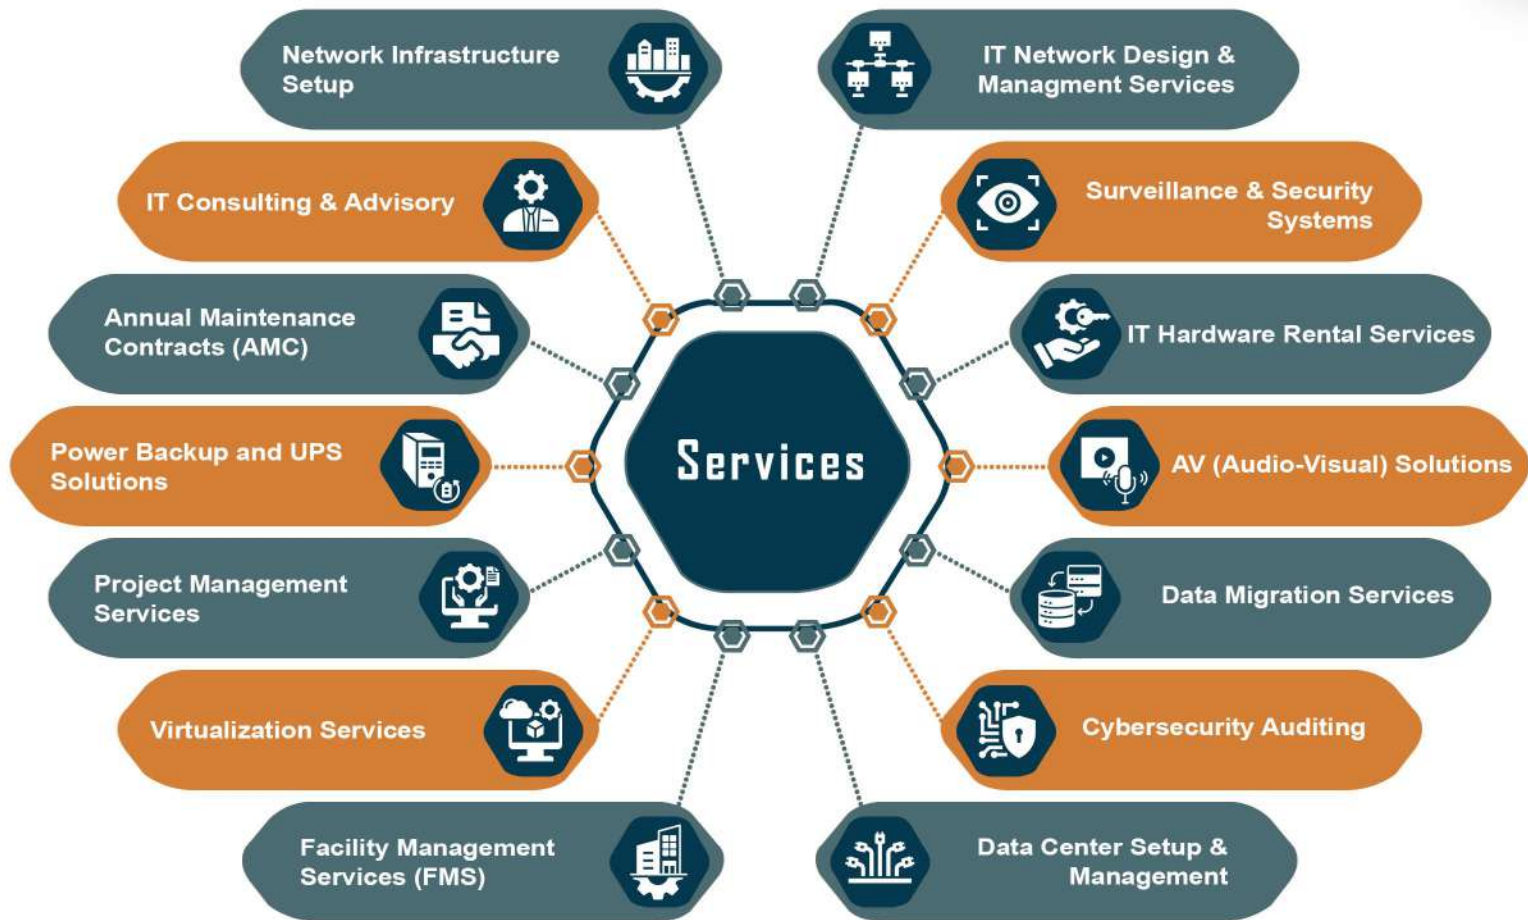 Network Infrastructure
Setup
IT Network Design &
Managment Services
IT Consulting & Advisory
Surveillance & Security
Systems
Annual Maintenance
Contracts (AMC)
IT Hardware Rental Services
Power Backup and UPS
Solutions
Services
AV (Audio-Visual) Solutions
Project Management
Services
Data Migration Services
Virtualization Services
Cybersecurity Auditing
Facility Management
Services (FMS)
Data Center Setup &
Management